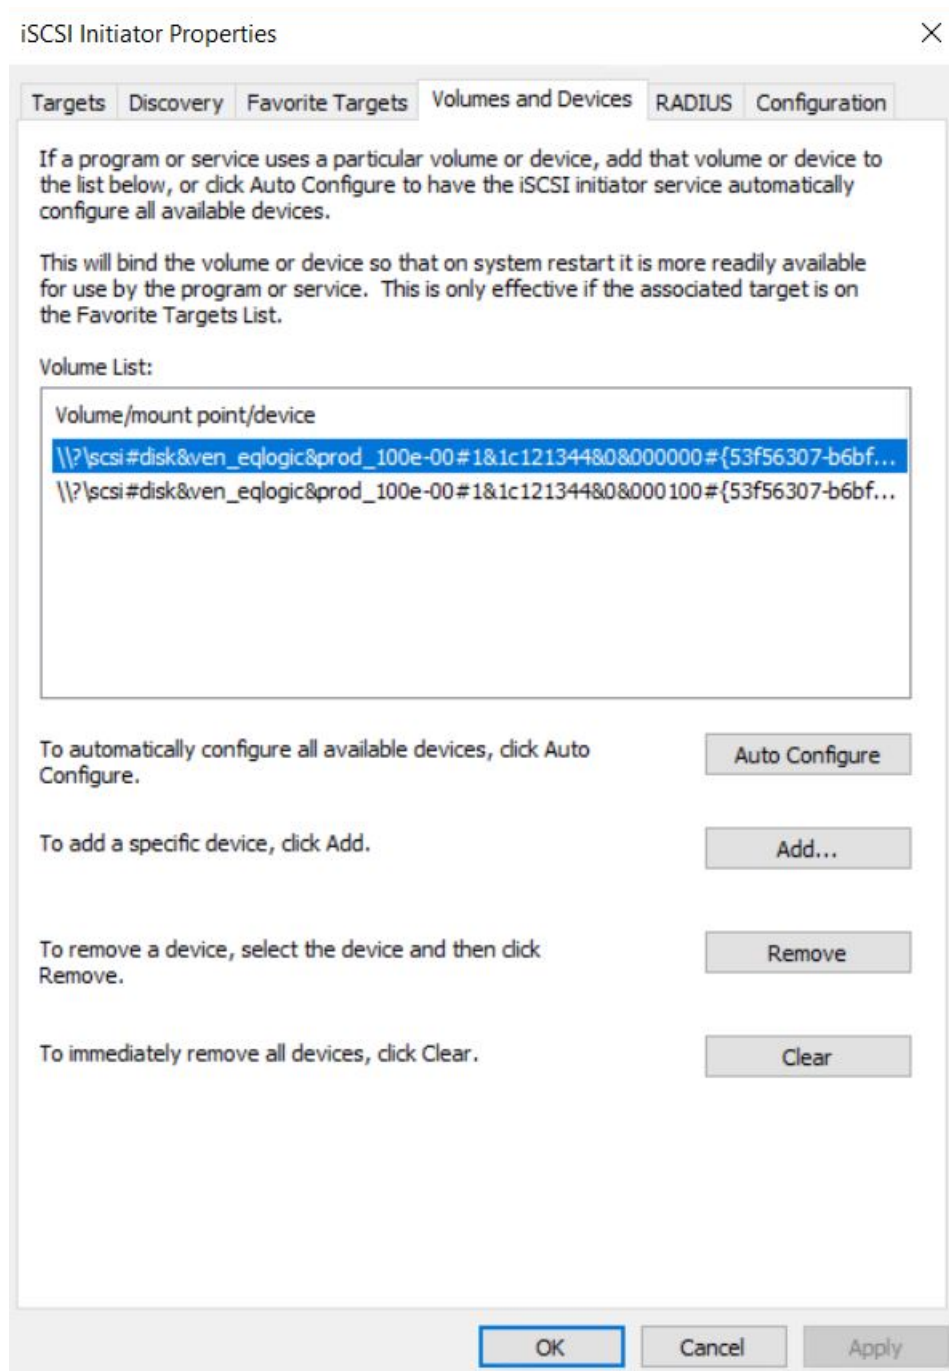 iSCSI Initiator Properties
Targets Discovery Favorite Targets Volumes and Devices RADIUS Configuration
If a program or service uses a particular volume or device, add that volume or device to
the list below, or click Auto Configure to have the iSCSI initiator service automatically
configure all available devices.
This will bind the volume or device so that on system restart it is more readily available
for use by the program or service.  This is only effective if the associated target is on
the Favorite Targets List.
Volume List:
Volume/mount point/device
\\?\scsi#disk&ven_eqlogic&prod_100e-00#1&1c121344&0&000000#{53f56307-b6bf...
\\?\scsi#disk&ven_eqlogic&prod_100e-00#1&1c121344&0&000100#{53f56307-b6bf...
To automatically configure all available devices, click Auto
Configure.
Auto Configure
To add a specific device, click Add.
Add...
To remove a device, select the device and then click
Remove.
Remove
To immediately remove all devices, click Clear.
Clear
OK Cancel Apply